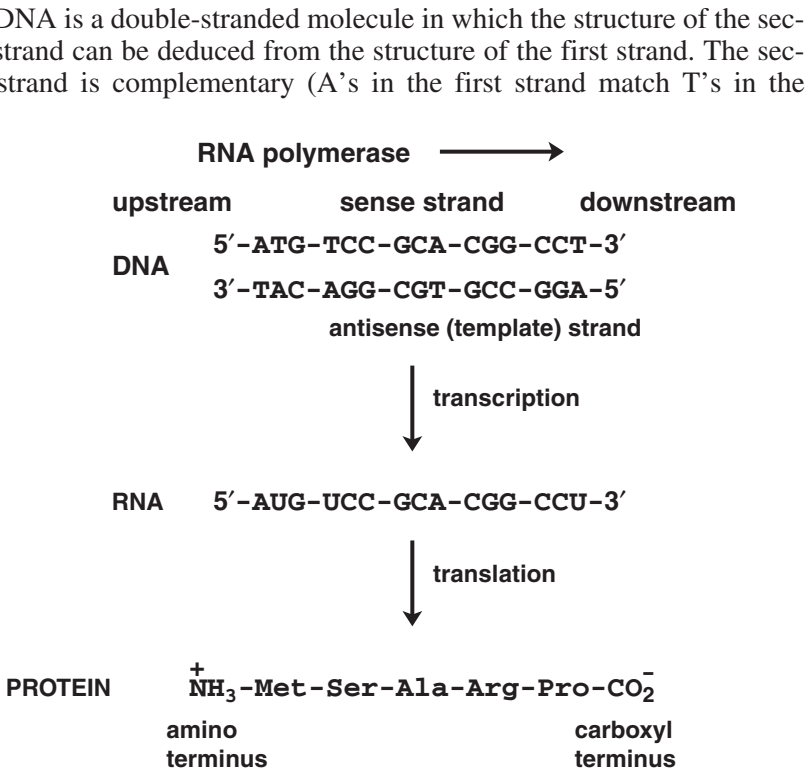 DNA is a double-stranded molecule in which the structure of the sec-
strand can be deduced from the structure of the first strand. The sec-
strand is complementary (A's in the first strand match T's in the
RNA polymerase
upstream sense strand downstream
5′-ATG-TCC-GCA-CGG-CCT-3′
DNA
3′-TAC-AGG-CGT-GCC-GGA-5′
antisense (template) strand
transcription
RNA 5′-AUG-UCC-GCA-CGG-CCU-3′
translation
PROTEIN N⁺H₃-Met-Ser-Ala-Arg-Pro-CO₂⁻
amino carboxyl
terminus terminus